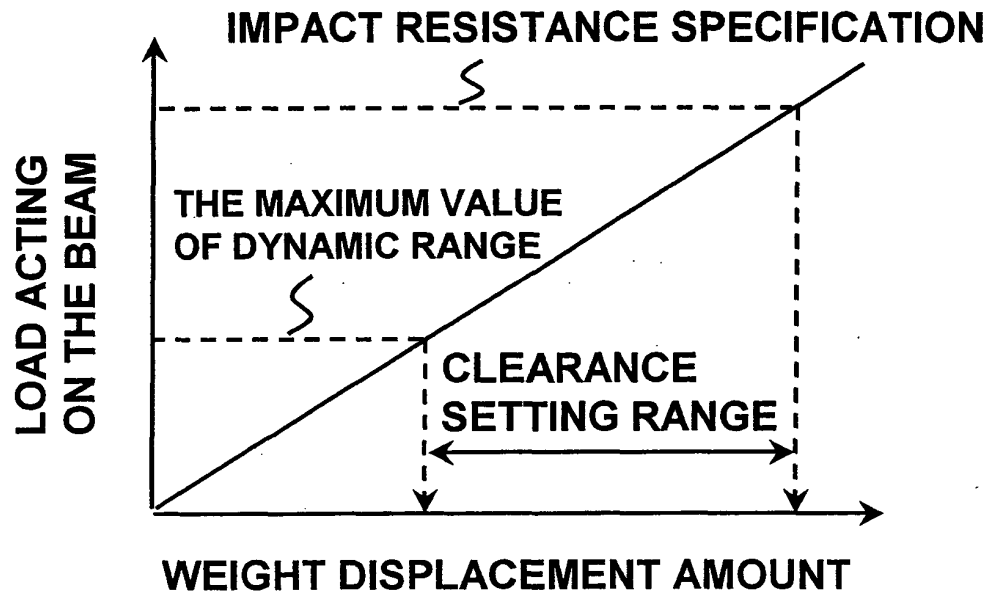 IMPACT RESISTANCE SPECIFICATION
LOAD ACTING
ON THE BEAM
THE MAXIMUM VALUE
OF DYNAMIC RANGE
CLEARANCE
SETTING RANGE
WEIGHT DISPLACEMENT AMOUNT